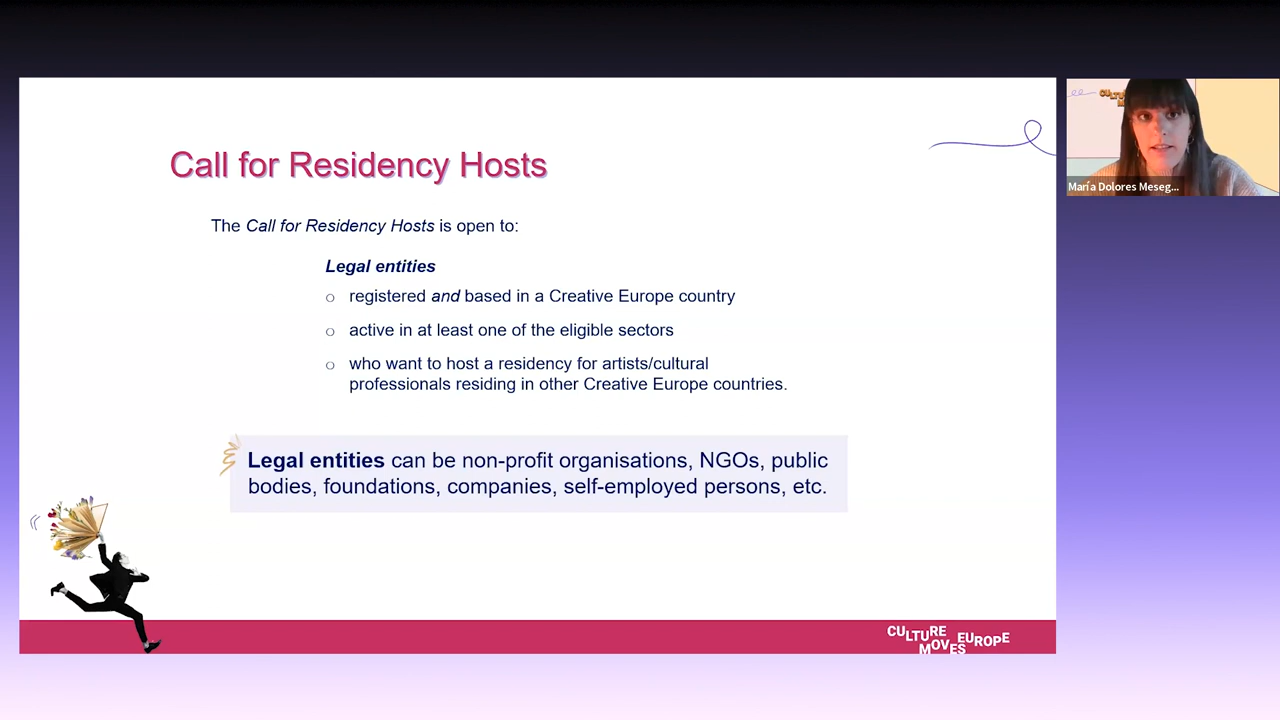 Call for Residency Hosts
The Call for Residency Hosts is open to:
Legal entities
o registered and based in a Creative Europe country
o active in at least one of the eligible sectors
o who want to host a residency for artists/cultural
professionals residing in other Creative Europe countries.
Legal entities can be non-profit organisations, NGOs, public
bodies, foundations, companies, self-employed persons, etc.
CULTURE
MOVES EUROPE
María Dolores Meseg...